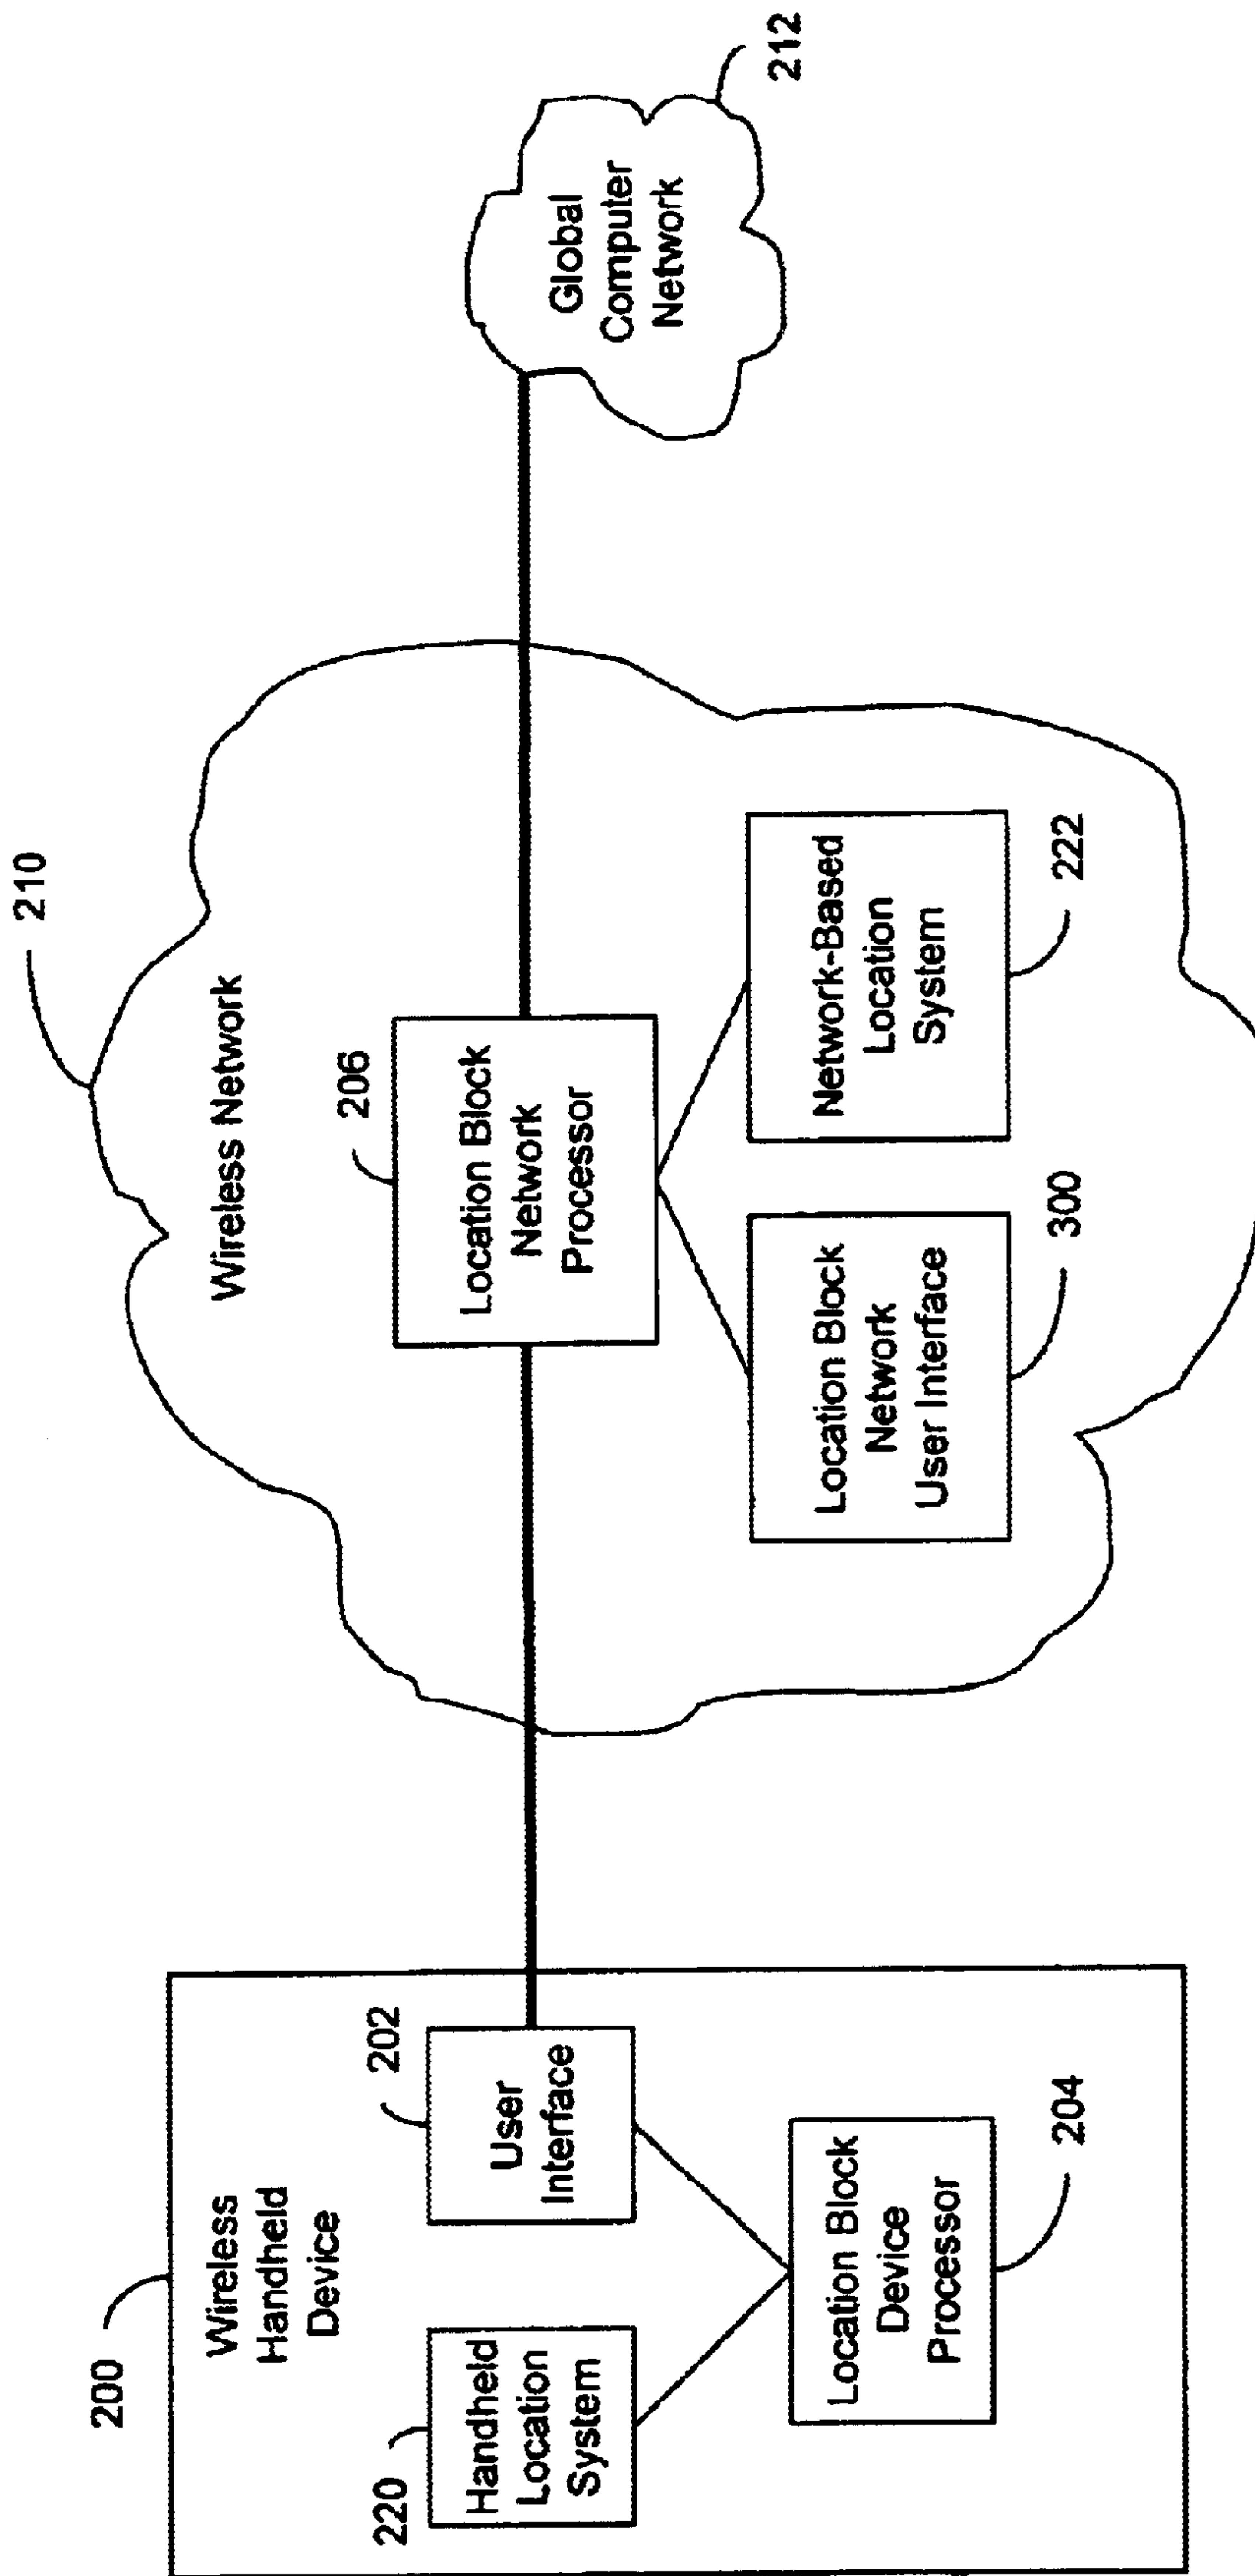 200
Wireless
Handheld
Device
220
Handheld
Location
System
202
User
Interface
Location Block
Device
Processor
204
210
Wireless Network
206
Location Block
Network
Processor
Location Block
Network
User Interface
300
Network-Based
Location
System
222
Global
Computer
Network
212